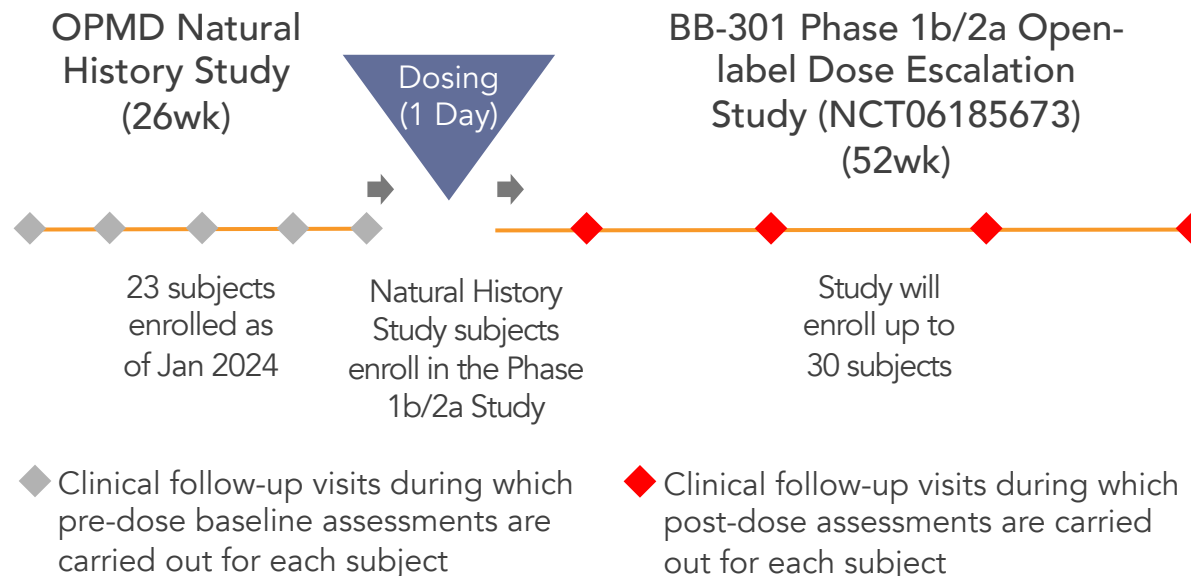 OPMD Natural
History Study
(26wk)
Dosing
(1 Day)
BB-301 Phase 1b/2a Open-
label Dose Escalation
Study (NCT06185673)
(52wk)
23 subjects
enrolled as
of Jan 2024
Natural History
Study subjects
enroll in the Phase
1b/2a Study
Study will
enroll up to
30 subjects
Clinical follow-up visits during which
pre-dose baseline assessments are
carried out for each subject
Clinical follow-up visits during which
post-dose assessments are carried
out for each subject